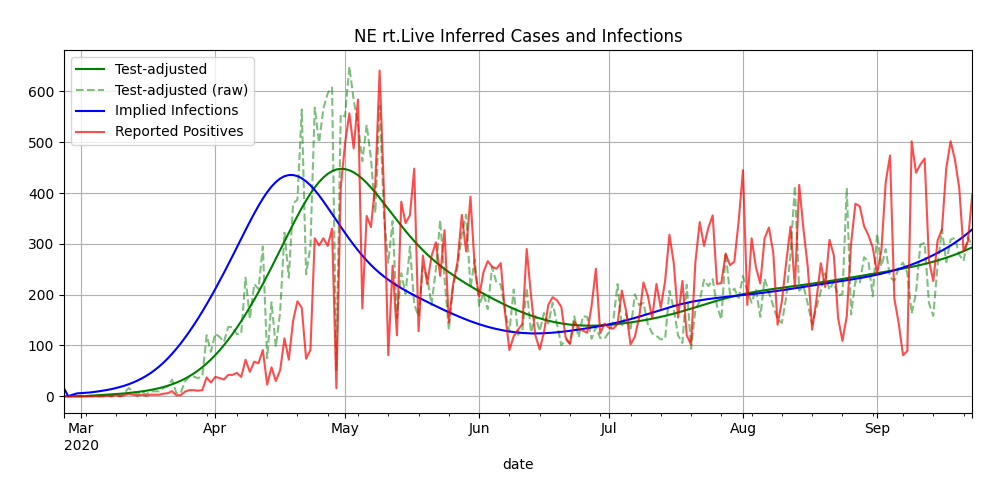 NE rt.Live Inferred Cases and Infections
Test-adjusted
Test-adjusted (raw)
Implied Infections
Reported Positives
600
500
400
300
200
100
0
Mar Apr May Jun Jul Aug Sep
2020
date